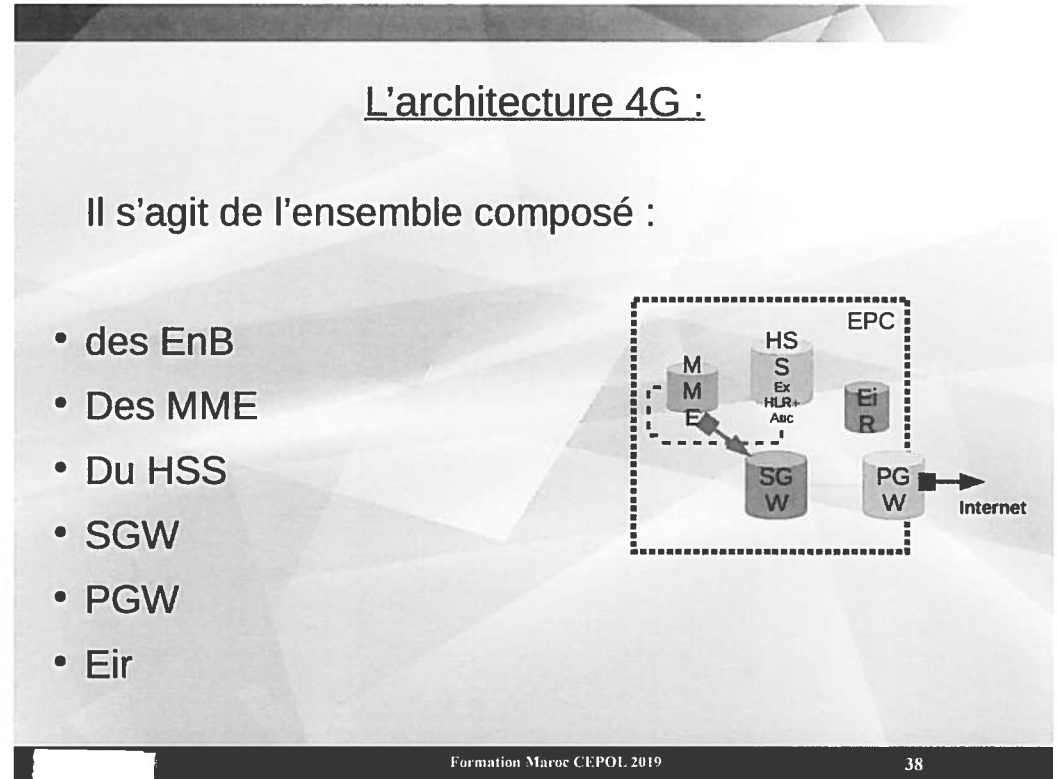 L'architecture 4G :
Il s'agit de l'ensemble composé :
• des EnB
• Des MME
• Du HSS
• SGW
• PGW
• Eir
EPC
M
M
E
HS
S
Ex
HLR+
Auc
Ei
R
SG
W
PG
W
Internet
Formation Maroc CEPOL 2019
38